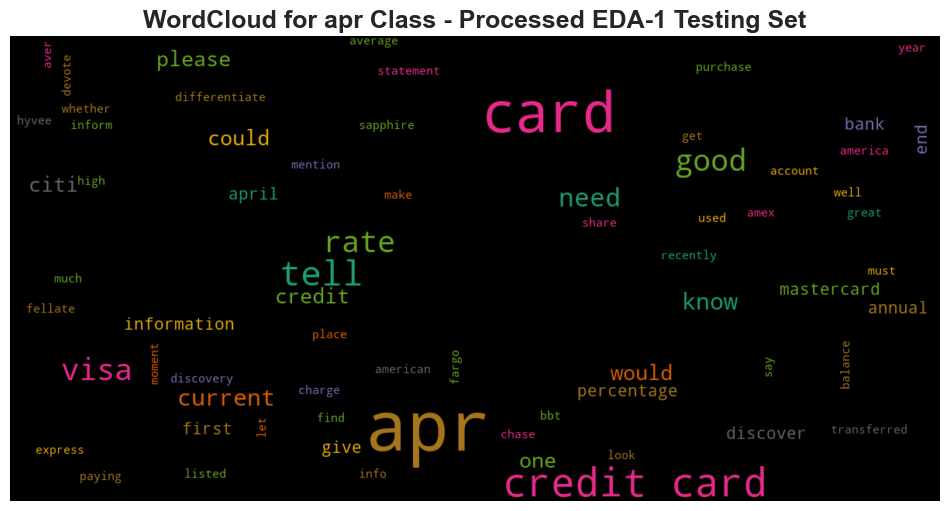 WordCloud for apr Class - Processed EDA-1 Testing Set
average
aver
year
please
devote
statement
purchase
differentiate
card
whether
hyvee
inform
sapphire
bank
could
get
end
good
america
mention
account
citi
high
april
make
need
well
share
used
amex
great
rate
recently
tell
must
much
credit
know
mastercard
fellate
annual
information
place
visa
moment
discovery
american
fargo
would
say
balance
current
charge
percentage
first
let
find
apr
bbt
chase
discover
transferred
express
give
one
look
paying
listed
info
credit card